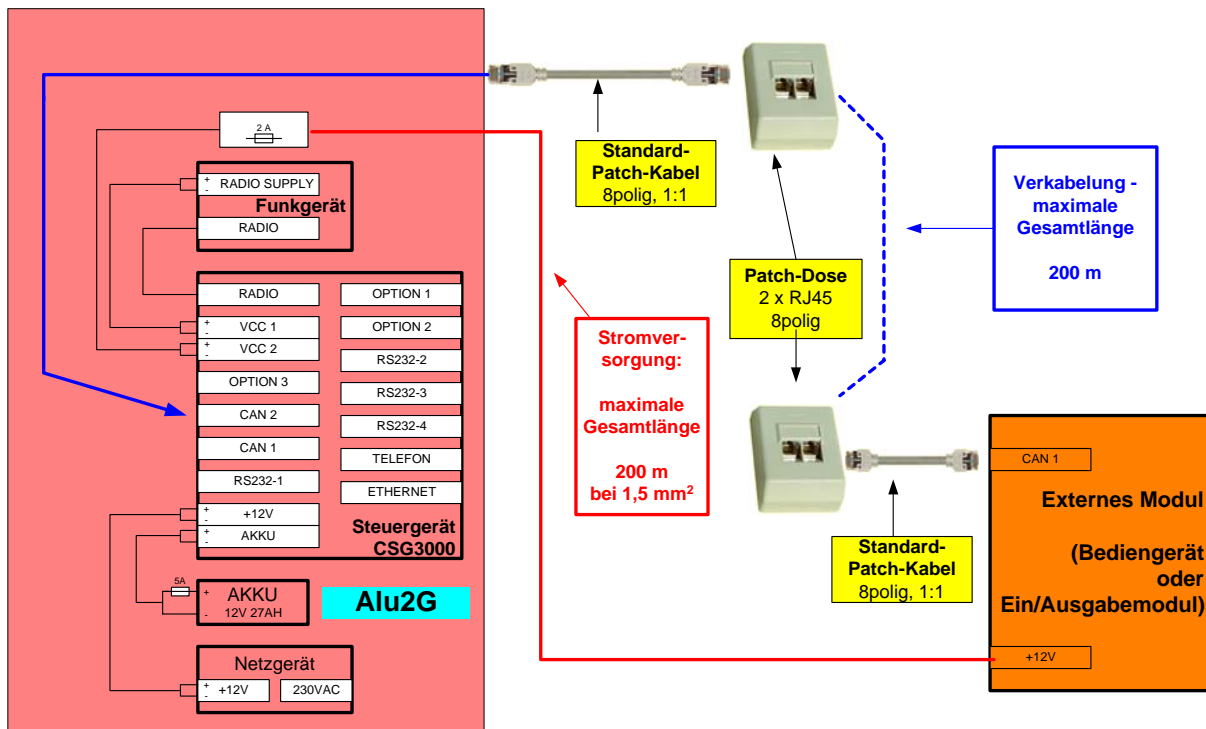 2 A
+
-
RADIO SUPPLY
Funkgerät
RADIO
RADIO
+
-
VCC 1
+
-
VCC 2
OPTION 3
CAN 2
CAN 1
RS232-1
+
-
+12V
+
-
AKKU
OPTION 1
OPTION 2
RS232-2
RS232-3
RS232-4
TELEFON
ETHERNET
Steuergerät
CSG3000
5A
+
-
AKKU
12V 27AH
Alu2G
Netzgerät
+
-
+12V
230VAC
Standard-
Patch-Kabel
8polig, 1:1
Patch-Dose
2 x RJ45
8polig
Verkabelung -
maximale
Gesamtlänge
200 m
Stromver-
sorgung:
maximale
Gesamtlänge
200 m
bei 1,5 mm²
Standard-
Patch-Kabel
8polig, 1:1
CAN 1
Externes Modul
(Bediengerät
oder
Ein/Ausgabemodul)
+12V